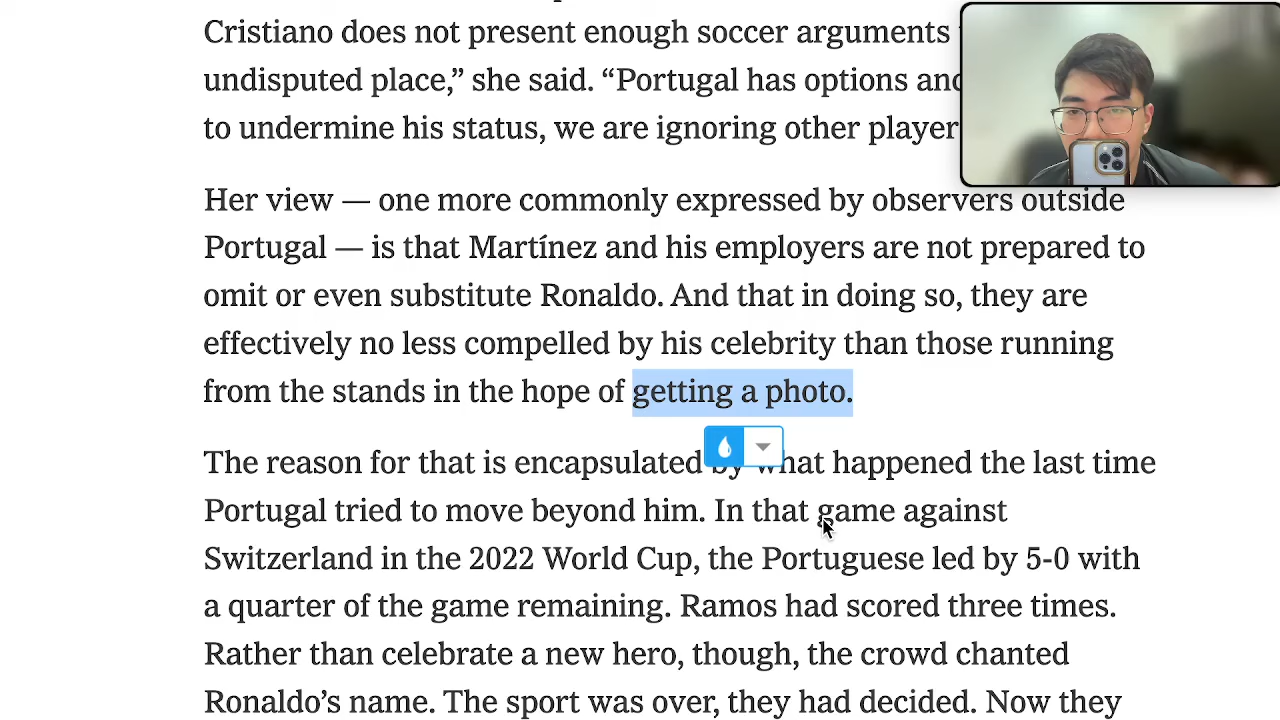 Cristiano does not present enough soccer arguments
undisputed place,” she said. “Portugal has options and
to undermine his status, we are ignoring other player
Her view — one more commonly expressed by observers outside
Portugal — is that Martínez and his employers are not prepared to
omit or even substitute Ronaldo. And that in doing so, they are
effectively no less compelled by his celebrity than those running
from the stands in the hope of getting a photo.
The reason for that is encapsulated by what happened the last time
Portugal tried to move beyond him. In that game against
Switzerland in the 2022 World Cup, the Portuguese led by 5-0 with
a quarter of the game remaining. Ramos had scored three times.
Rather than celebrate a new hero, though, the crowd chanted
Ronaldo’s name. The sport was over, they had decided. Now they